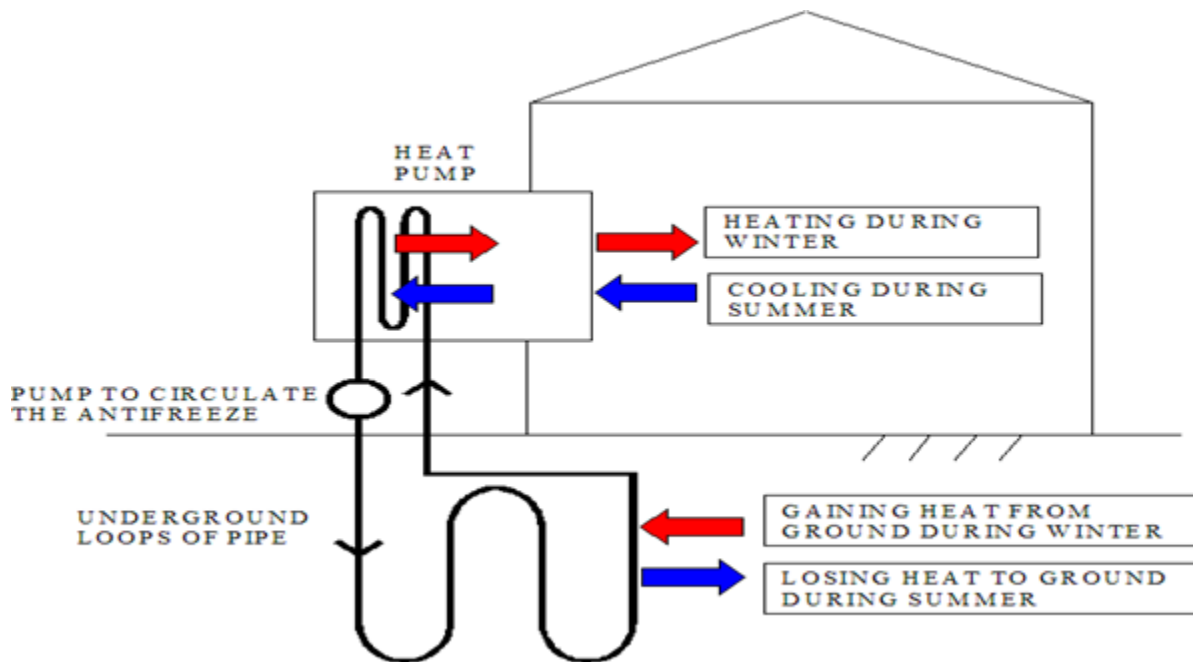 HEAT
PUMP
HEATING DURING
WINTER
COOLING DURING
SUMMER
PUMP TO CIRCULATE
THE ANTIFREEZE
UNDERGROUND
LOOPS OF PIPE
GAINING HEAT FROM
GROUND DURING WINTER
LOSING HEAT TO GROUND
DURING SUMMER